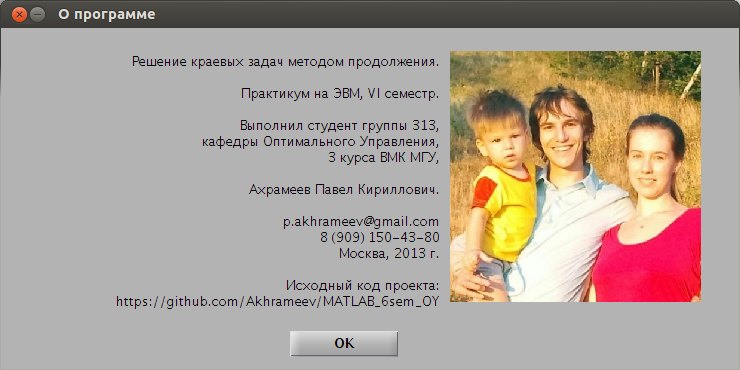 О программе
Решение краевых задач методом продолжения.
Практикум на ЭВМ, VI семестр.
Выполнил студент группы 313,
кафедры Оптимального Управления,
3 курса ВМК МГУ,
Ахрамеев Павел Кириллович.
p.akhrameev@gmail.com
8 (909) 150-43-80
Москва, 2013 г.
Исходный код проекта:
https://github.com/Akhrameev/MATLAB_6sem_OY
OK